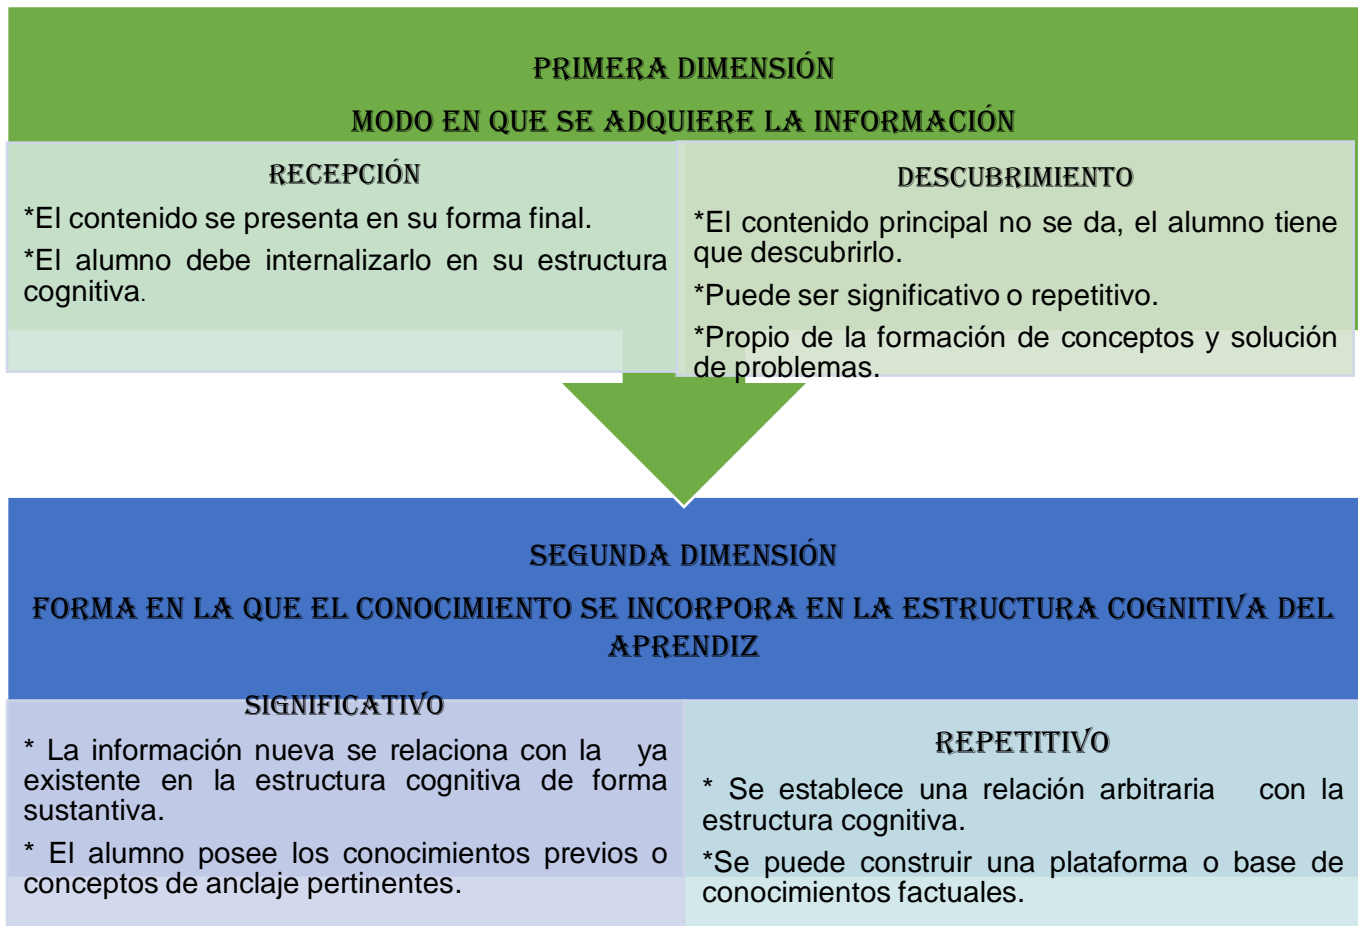 PRIMERA DIMENSIÓN
MODO EN QUE SE ADQUIERE LA INFORMACIÓN
RECEPCIÓN
*El contenido se presenta en su forma final.
*El alumno debe internalizarlo en su estructura
cognitiva.
DESCUBRIMIENTO
*El contenido principal no se da, el alumno tiene
que descubrirlo.
*Puede ser significativo o repetitivo.
*Propio de la formación de conceptos y solución
de problemas.
SEGUNDA DIMENSIÓN
FORMA EN LA QUE EL CONOCIMIENTO SE INCORPORA EN LA ESTRUCTURA COGNITIVA DEL
APRENDIZ
SIGNIFICATIVO
* La información nueva se relaciona con la ya
existente en la estructura cognitiva de forma
sustantiva.
* El alumno posee los conocimientos previos o
conceptos de anclaje pertinentes.
REPETITIVO
* Se establece una relación arbitraria con la
estructura cognitiva.
*Se puede construir una plataforma o base de
conocimientos factuales.